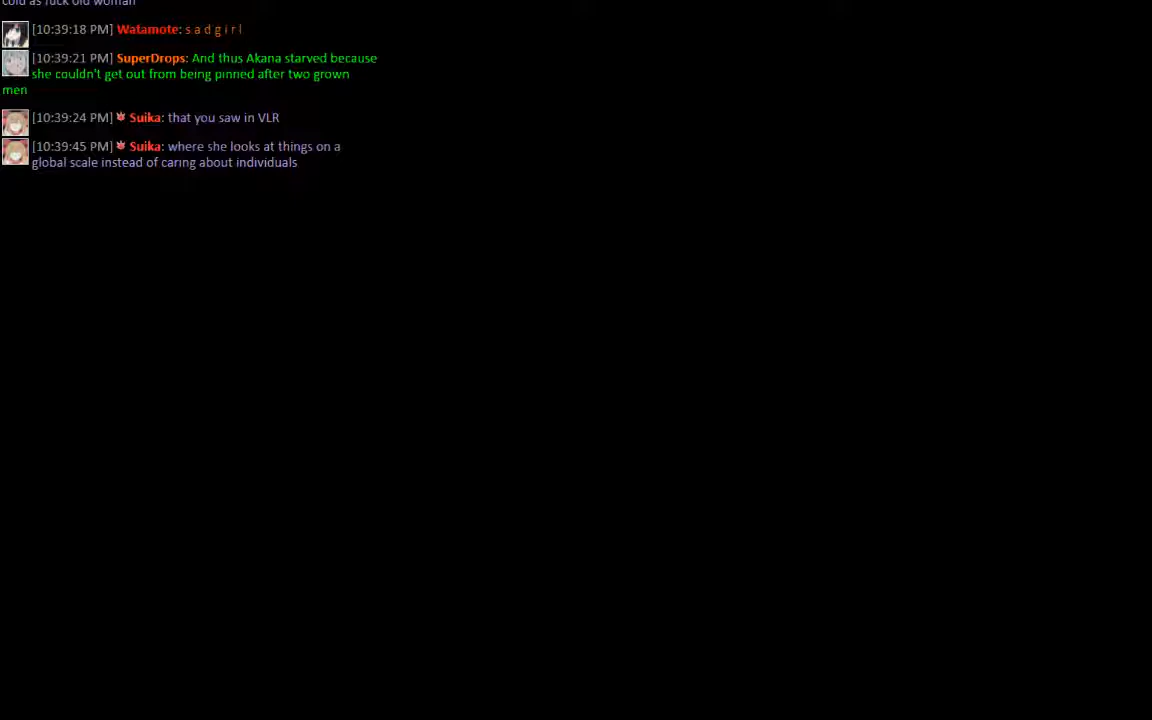 cold as fuck old woman
[10:39:18 PM] Watamote: s a d g i r l
[10:39:21 PM] SuperDrops: And thus Akana starved because
she couldn't get out from being pinned after two grown
men
[10:39:24 PM] Suika: that you saw in VLR
[10:39:45 PM] Suika: where she looks at things on a
global scale instead of caring about individuals